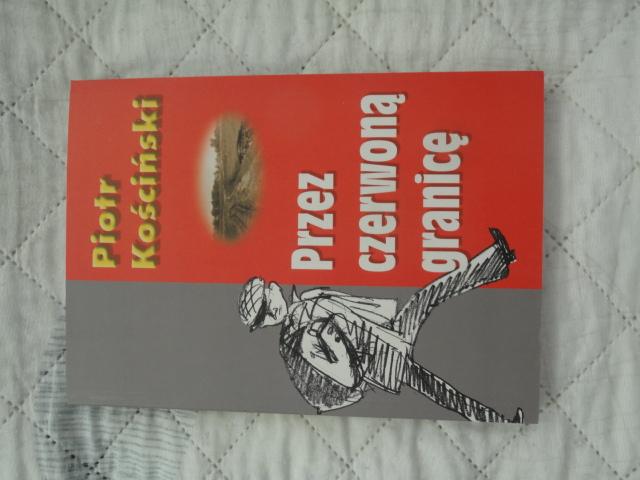 Piotr
Kościński
Przez
czerwoną
granicę